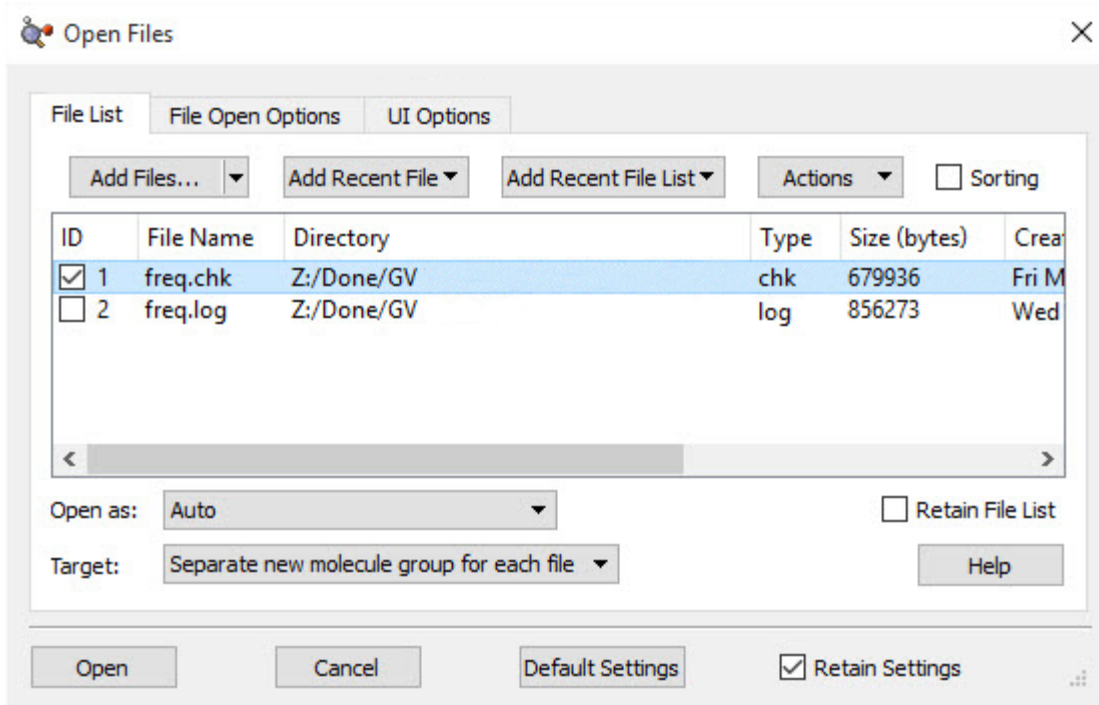 Open Files
File List File Open Options UI Options
Add Files... Add Recent File Add Recent File List Actions Sorting
ID File Name Directory Type Size (bytes) Crea
1 freq.chk Z:/Done/GV chk 679936 Fri M
2 freq.log Z:/Done/GV log 856273 Wed
Open as: Auto Retain File List
Target: Separate new molecule group for each file Help
Open Cancel Default Settings Retain Settings